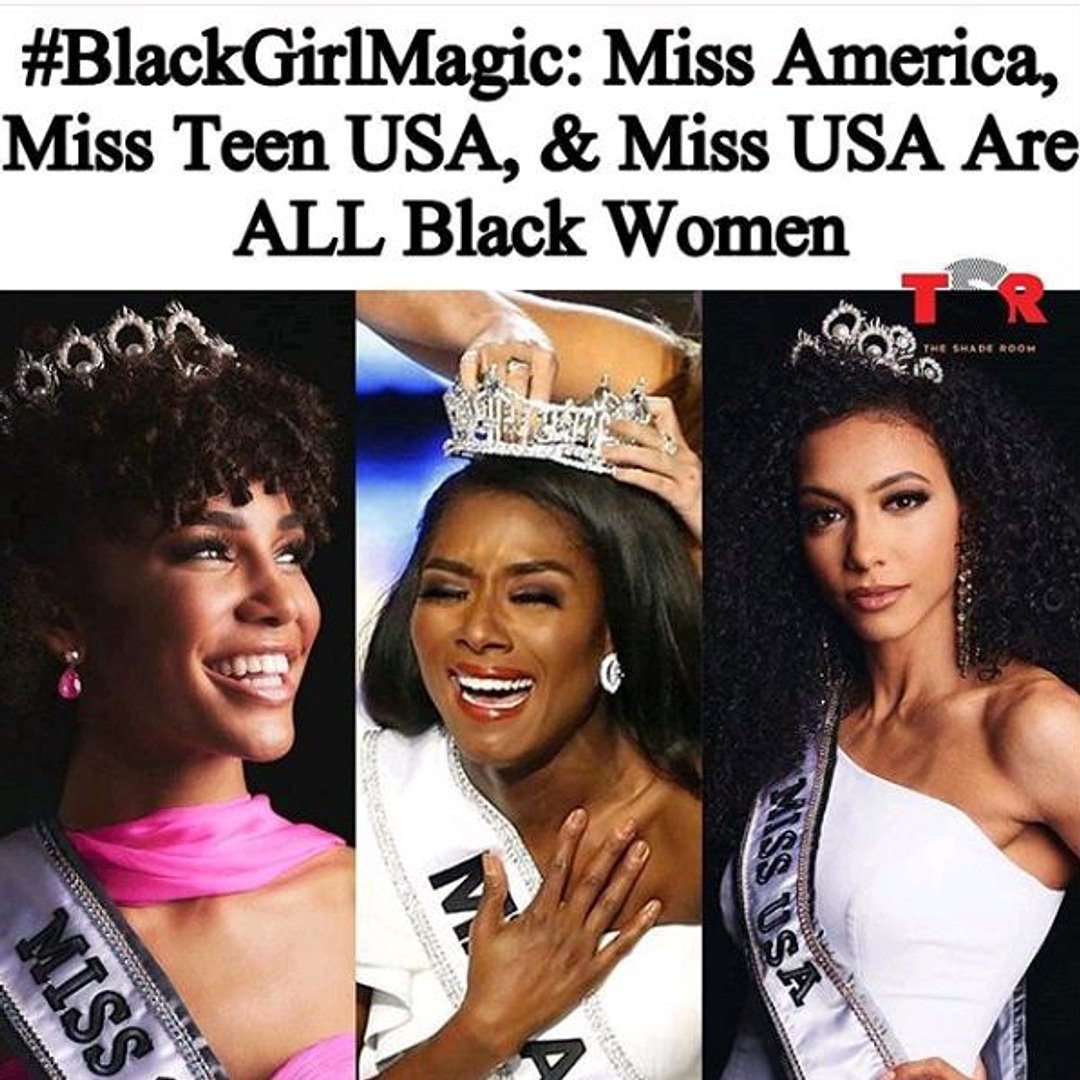 #BlackGirlMagic: Miss America,
Miss Teen USA, & Miss USA Are
ALL Black Women
TSR
THE SHADE ROOM
MISS
MISS USA